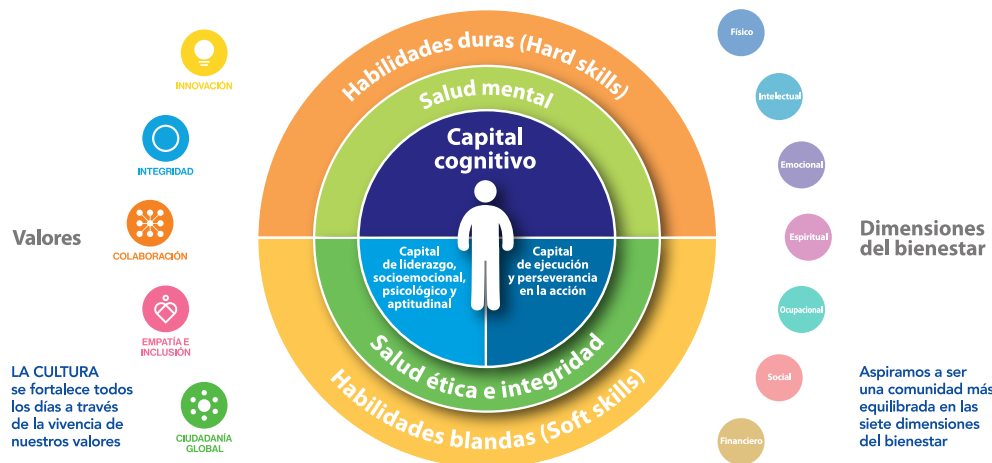 Valores
INNOVACIÓN
INTEGRIDAD
COLABORACIÓN
EMPATÍA E
INCLUSIÓN
CIUDADANÍA
GLOBAL
LA CULTURA
se fortalece todos
los días a través
de la vivencia de
nuestros valores
Habilidades duras (Hard skills)
Salud mental
Capital
cognitivo
Capital
de liderazgo,
socioemocional,
psicológico y
aptitudinal
Capital
de ejecución
y perseverancia
en la acción
Salud ética e integridad
Habilidades blandas (Soft skills)
Físico
Intelectual
Emocional
Espiritual
Ocupacional
Social
Financiero
Dimensiones
del bienestar
Aspiramos a ser
una comunidad más
equilibrada en las
siete dimensiones
del bienestar